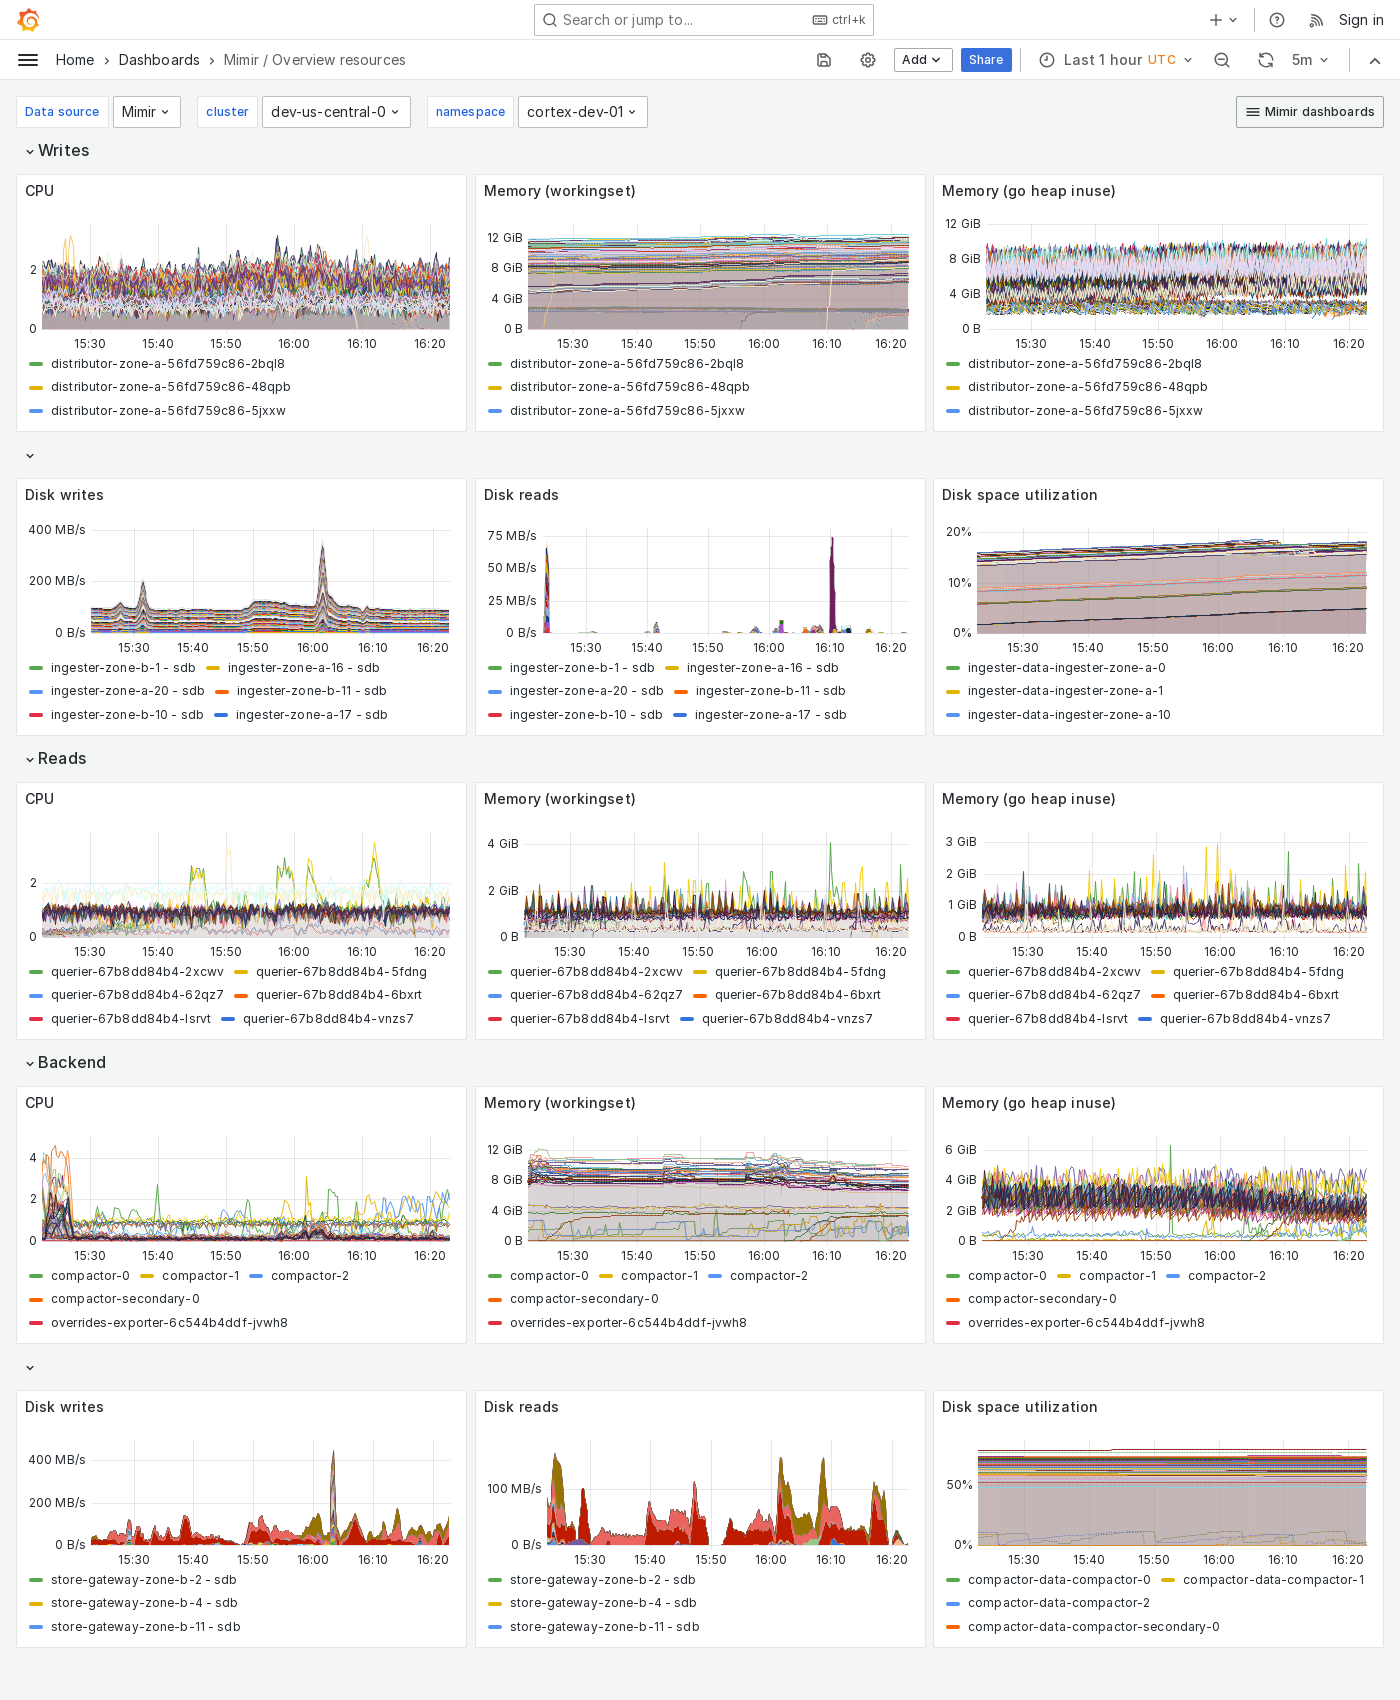 Search or jump to...
ctrl+k
Sign in
Home > Dashboards > Mimir / Overview resources
Add
Share
Last 1 hour UTC
5m
Data source Mimir
cluster dev-us-central-0
namespace cortex-dev-01
Mimir dashboards
Writes
CPU
2
0
15:30 15:40 15:50 16:00 16:10 16:20
distributor-zone-a-56fd759c86-2bql8
distributor-zone-a-56fd759c86-48qpb
distributor-zone-a-56fd759c86-5jxxw
Memory (workingset)
12 GiB
8 GiB
4 GiB
0 B
15:30 15:40 15:50 16:00 16:10 16:20
distributor-zone-a-56fd759c86-2bql8
distributor-zone-a-56fd759c86-48qpb
distributor-zone-a-56fd759c86-5jxxw
Memory (go heap inuse)
12 GiB
8 GiB
4 GiB
0 B
15:30 15:40 15:50 16:00 16:10 16:20
distributor-zone-a-56fd759c86-2bql8
distributor-zone-a-56fd759c86-48qpb
distributor-zone-a-56fd759c86-5jxxw
Disk writes
400 MB/s
200 MB/s
0 B/s
15:30 15:40 15:50 16:00 16:10 16:20
ingester-zone-b-1 - sdb ingester-zone-a-16 - sdb
ingester-zone-a-20 - sdb ingester-zone-b-11 - sdb
ingester-zone-b-10 - sdb ingester-zone-a-17 - sdb
Disk reads
75 MB/s
50 MB/s
25 MB/s
0 B/s
15:30 15:40 15:50 16:00 16:10 16:20
ingester-zone-b-1 - sdb ingester-zone-a-16 - sdb
ingester-zone-a-20 - sdb ingester-zone-b-11 - sdb
ingester-zone-b-10 - sdb ingester-zone-a-17 - sdb
Disk space utilization
20%
10%
0%
15:30 15:40 15:50 16:00 16:10 16:20
ingester-data-ingester-zone-a-0
ingester-data-ingester-zone-a-1
ingester-data-ingester-zone-a-10
Reads
CPU
2
0
15:30 15:40 15:50 16:00 16:10 16:20
querier-67b8dd84b4-2xcwv querier-67b8dd84b4-5fdng
querier-67b8dd84b4-62qz7 querier-67b8dd84b4-6bxrt
querier-67b8dd84b4-lsrvt querier-67b8dd84b4-vnzs7
Memory (workingset)
4 GiB
2 GiB
0 B
15:30 15:40 15:50 16:00 16:10 16:20
querier-67b8dd84b4-2xcwv querier-67b8dd84b4-5fdng
querier-67b8dd84b4-62qz7 querier-67b8dd84b4-6bxrt
querier-67b8dd84b4-lsrvt querier-67b8dd84b4-vnzs7
Memory (go heap inuse)
3 GiB
2 GiB
1 GiB
0 B
15:30 15:40 15:50 16:00 16:10 16:20
querier-67b8dd84b4-2xcwv querier-67b8dd84b4-5fdng
querier-67b8dd84b4-62qz7 querier-67b8dd84b4-6bxrt
querier-67b8dd84b4-lsrvt querier-67b8dd84b4-vnzs7
Backend
CPU
4
2
0
15:30 15:40 15:50 16:00 16:10 16:20
compactor-0 compactor-1 compactor-2
compactor-secondary-0
overrides-exporter-6c544b4ddf-jvwh8
Memory (workingset)
12 GiB
8 GiB
4 GiB
0 B
15:30 15:40 15:50 16:00 16:10 16:20
compactor-0 compactor-1 compactor-2
compactor-secondary-0
overrides-exporter-6c544b4ddf-jvwh8
Memory (go heap inuse)
6 GiB
4 GiB
2 GiB
0 B
15:30 15:40 15:50 16:00 16:10 16:20
compactor-0 compactor-1 compactor-2
compactor-secondary-0
overrides-exporter-6c544b4ddf-jvwh8
Disk writes
400 MB/s
200 MB/s
0 B/s
15:30 15:40 15:50 16:00 16:10 16:20
store-gateway-zone-b-2 - sdb
store-gateway-zone-b-4 - sdb
store-gateway-zone-b-11 - sdb
Disk reads
100 MB/s
0 B/s
15:30 15:40 15:50 16:00 16:10 16:20
store-gateway-zone-b-2 - sdb
store-gateway-zone-b-4 - sdb
store-gateway-zone-b-11 - sdb
Disk space utilization
50%
0%
15:30 15:40 15:50 16:00 16:10 16:20
compactor-data-compactor-0 compactor-data-compactor-1
compactor-data-compactor-2
compactor-data-compactor-secondary-0